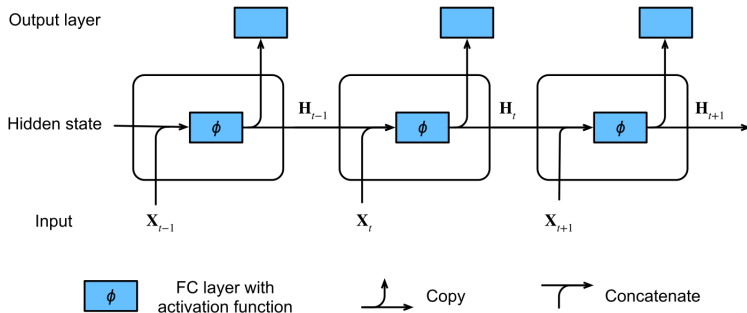 Output layer
Hidden state
ϕ
H_{t−1}
ϕ
H_t
ϕ
H_{t+1}
Input
X_{t−1}
X_t
X_{t+1}
ϕ
FC layer with
activation function
Copy
Concatenate